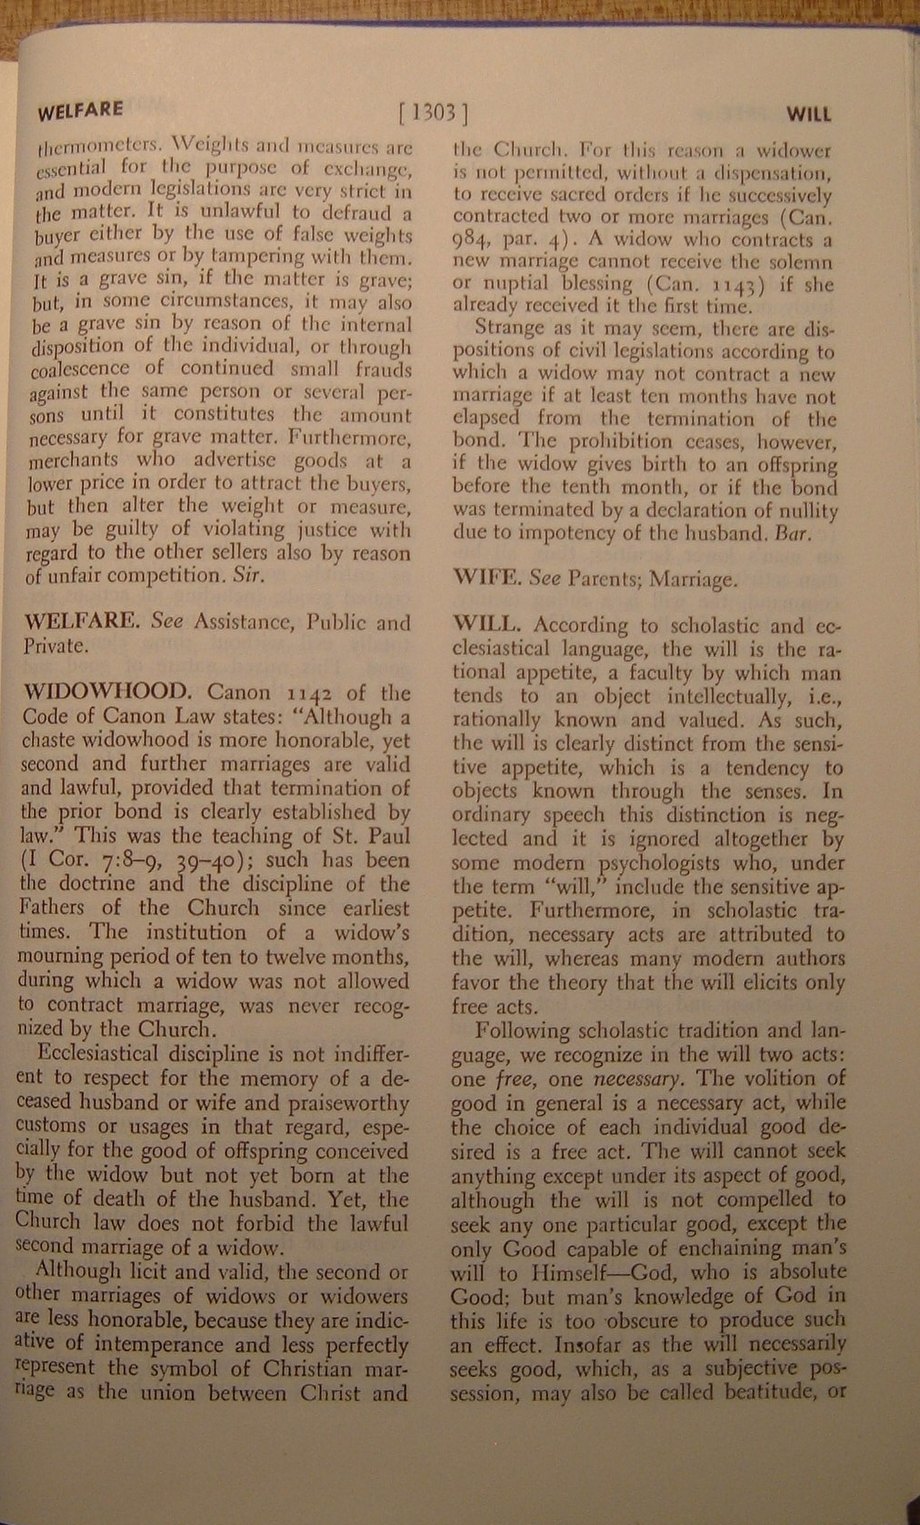 WELFARE
[ 1303 ]
WILL
thermometers. Weights and measures are
essential for the purpose of exchange,
and modern legislations are very strict in
the matter. It is unlawful to defraud a
buyer either by the use of false weights
and measures or by tampering with them.
It is a grave sin, if the matter is grave;
but, in some circumstances, it may also
be a grave sin by reason of the internal
disposition of the individual, or through
coalescence of continued small frauds
against the same person or several per-
sons until it constitutes the amount
necessary for grave matter. Furthermore,
merchants who advertise goods at a
lower price in order to attract the buyers,
but then alter the weight or measure,
may be guilty of violating justice with
regard to the other sellers also by reason
of unfair competition. Sir.
WELFARE. See Assistance, Public and
Private.
WIDOWHOOD. Canon 1142 of the
Code of Canon Law states: “Although a
chaste widowhood is more honorable, yet
second and further marriages are valid
and lawful, provided that termination of
the prior bond is clearly established by
law.” This was the teaching of St. Paul
(I Cor. 7:8–9, 39–40); such has been
the doctrine and the discipline of the
Fathers of the Church since earliest
times. The institution of a widow's
mourning period of ten to twelve months,
during which a widow was not allowed
to contract marriage, was never recog-
nized by the Church.
Ecclesiastical discipline is not indiffer-
ent to respect for the memory of a de-
ceased husband or wife and praiseworthy
customs or usages in that regard, espe-
cially for the good of offspring conceived
by the widow but not yet born at the
time of death of the husband. Yet, the
Church law does not forbid the lawful
second marriage of a widow.
Although licit and valid, the second or
other marriages of widows or widowers
are less honorable, because they are indic-
ative of intemperance and less perfectly
represent the symbol of Christian mar-
riage as the union between Christ and
the Church. For this reason a widower
is not permitted, without a dispensation,
to receive sacred orders if he successively
contracted two or more marriages (Can.
984, par. 4). A widow who contracts a
new marriage cannot receive the solemn
or nuptial blessing (Can. 1143) if she
already received it the first time.
Strange as it may seem, there are dis-
positions of civil legislations according to
which a widow may not contract a new
marriage if at least ten months have not
elapsed from the termination of the
bond. The prohibition ceases, however,
if the widow gives birth to an offspring
before the tenth month, or if the bond
was terminated by a declaration of nullity
due to impotency of the husband. Bar.
WIFE. See Parents; Marriage.
WILL. According to scholastic and ec-
clesiastical language, the will is the ra-
tional appetite, a faculty by which man
tends to an object intellectually, i.e.,
rationally known and valued. As such,
the will is clearly distinct from the sensi-
tive appetite, which is a tendency to
objects known through the senses. In
ordinary speech this distinction is neg-
lected and it is ignored altogether by
some modern psychologists who, under
the term “will,” include the sensitive ap-
petite. Furthermore, in scholastic tra-
dition, necessary acts are attributed to
the will, whereas many modern authors
favor the theory that the will elicits only
free acts.
Following scholastic tradition and lan-
guage, we recognize in the will two acts:
one free, one necessary. The volition of
good in general is a necessary act, while
the choice of each individual good de-
sired is a free act. The will cannot seek
anything except under its aspect of good,
although the will is not compelled to
seek any one particular good, except the
only Good capable of enchaining man's
will to Himself—God, who is absolute
Good; but man's knowledge of God in
this life is too obscure to produce such
an effect. Insofar as the will necessarily
seeks good, which, as a subjective pos-
session, may also be called beatitude, or